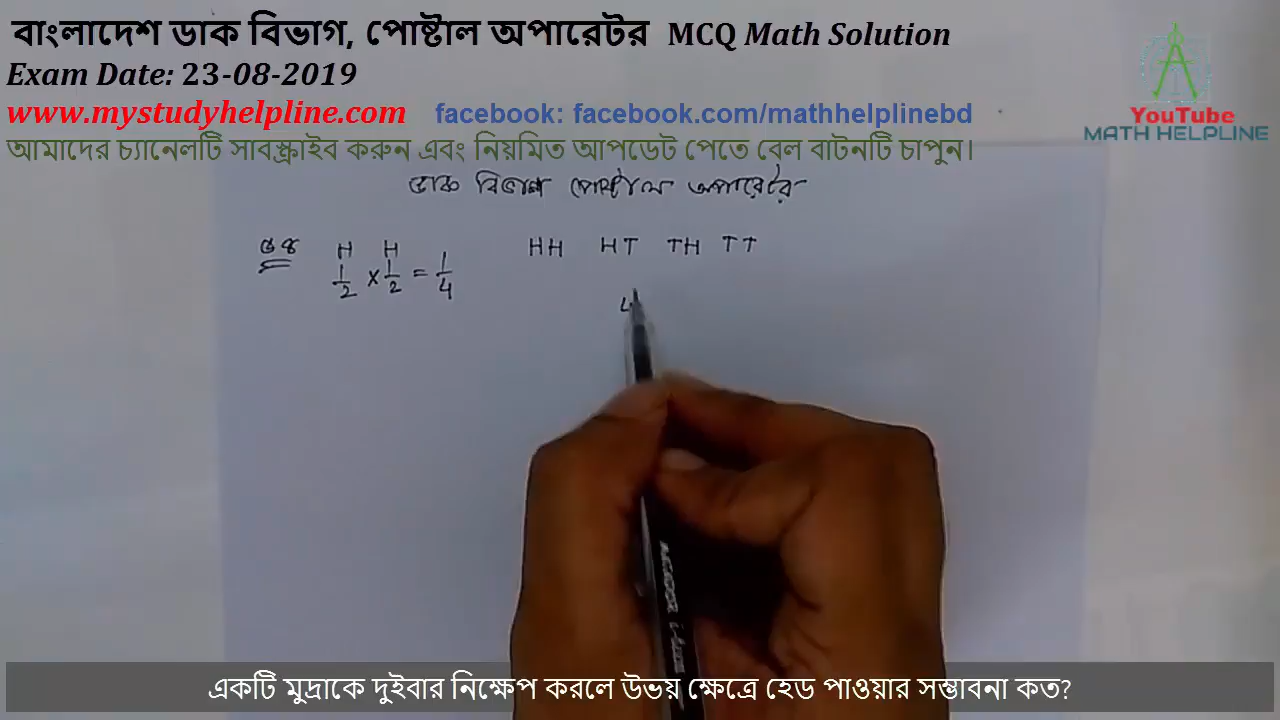 বাংলাদেশ ডাক বিভাগ, পোষ্টাল অপারেটর MCQ Math Solution
Exam Date: 23-08-2019
www.mystudyhelpline.com facebook: facebook.com/mathhelplinebd
YouTube
MATH HELPLINE
আমাদের চ্যানেলটি সাবস্ক্রাইব করুন এবং নিয়মিত আপডেট পেতে বেল বাটনটি চাপুন।
ডাক বিভাগ পোস্টাল অপারেটর
৩৪ H H HH HT TH TT
1/2 × 1/2 = 1/4
4
একটি মুদ্রাকে দুইবার নিক্ষেপ করলে উভয় ক্ষেত্রে হেড পাওয়ার সম্ভাবনা কত?